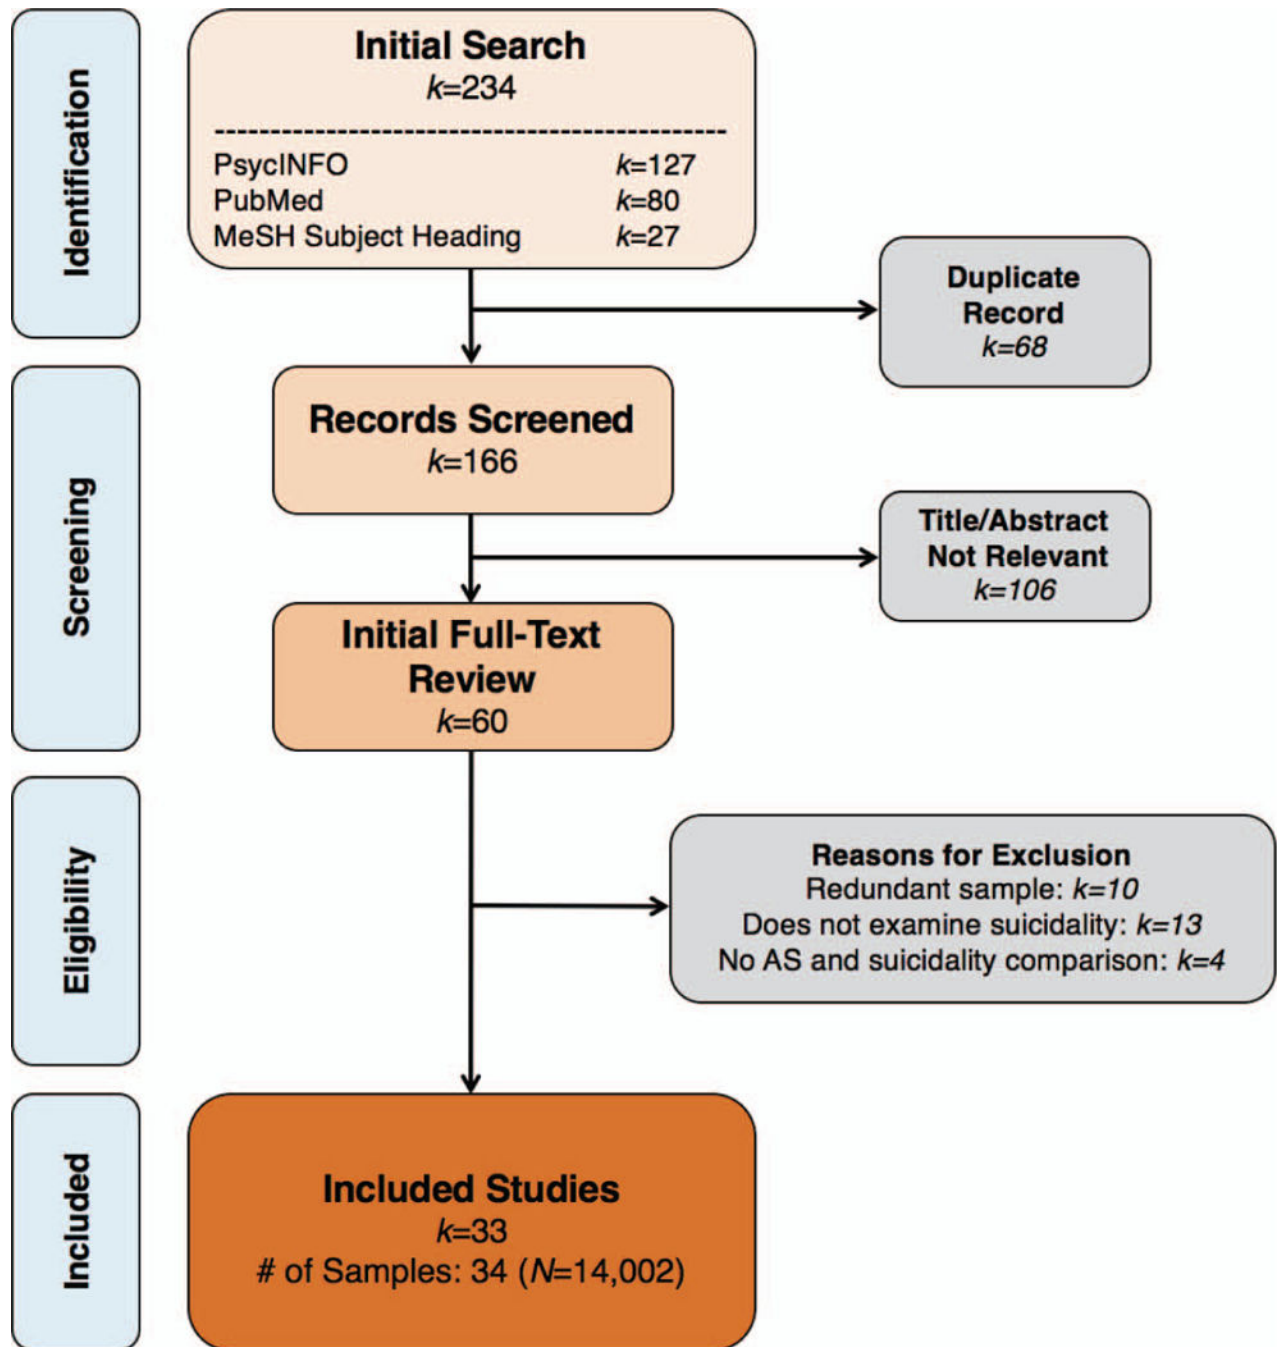 Identification
Initial Search
k=234
PsycINFO k=127
PubMed k=80
MeSH Subject Heading k=27
Duplicate
Record
k=68
Screening
Records Screened
k=166
Title/Abstract
Not Relevant
k=106
Initial Full-Text
Review
k=60
Eligibility
Reasons for Exclusion
Redundant sample: k=10
Does not examine suicidality: k=13
No AS and suicidality comparison: k=4
Included
Included Studies
k=33
# of Samples: 34 (N=14,002)